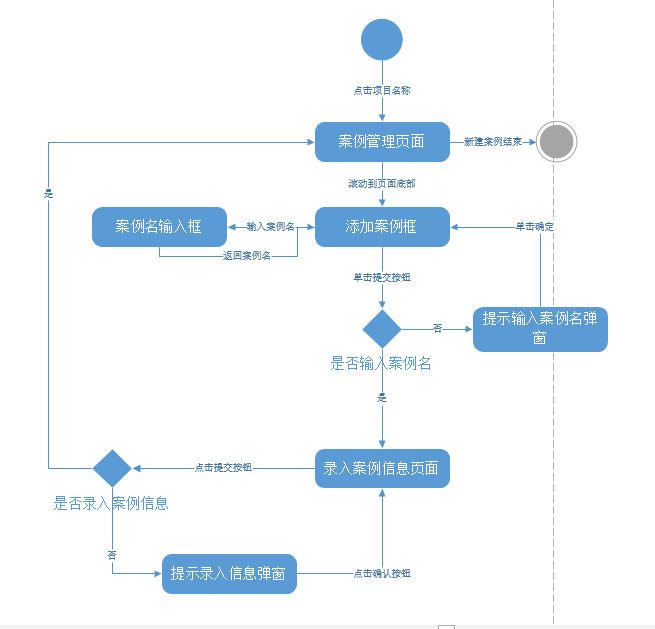 点击项目名称
案例管理页面
新建案例结束
滚动到页面底部
是
案例名输入框
输入案例名
添加案例框
单击确定
返回案例名
单击提交按钮
提示输入案例名弹
窗
否
是否输入案例名
是
点击提交按钮
录入案例信息页面
是否录入案例信息
否
提示录入信息弹窗
点击确认按钮